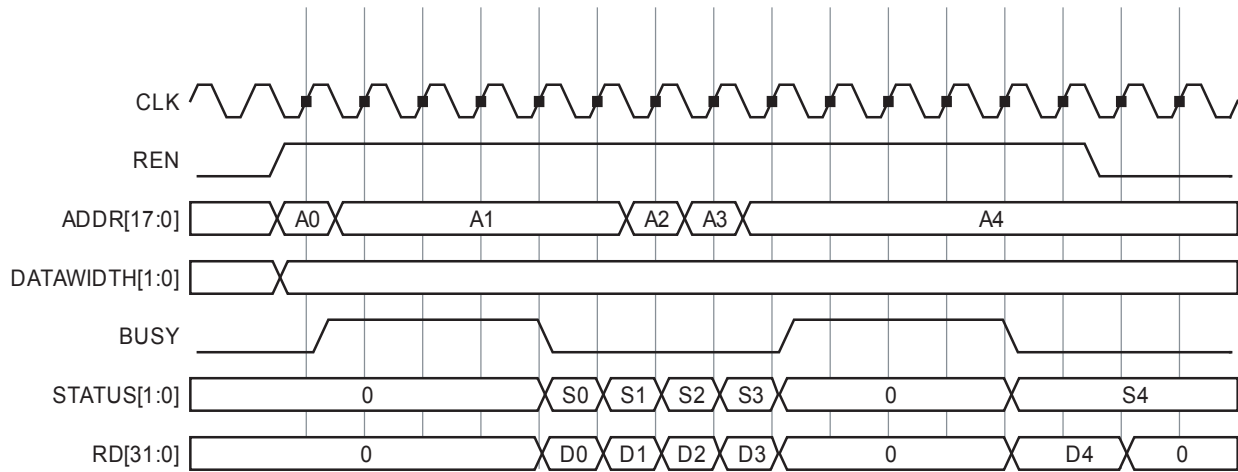 CLK
REN
ADDR[17:0] A0 A1 A2 A3 A4
DATAWIDTH[1:0]
BUSY
STATUS[1:0] 0 S0 S1 S2 S3 0 S4
RD[31:0] 0 D0 D1 D2 D3 0 D4 0